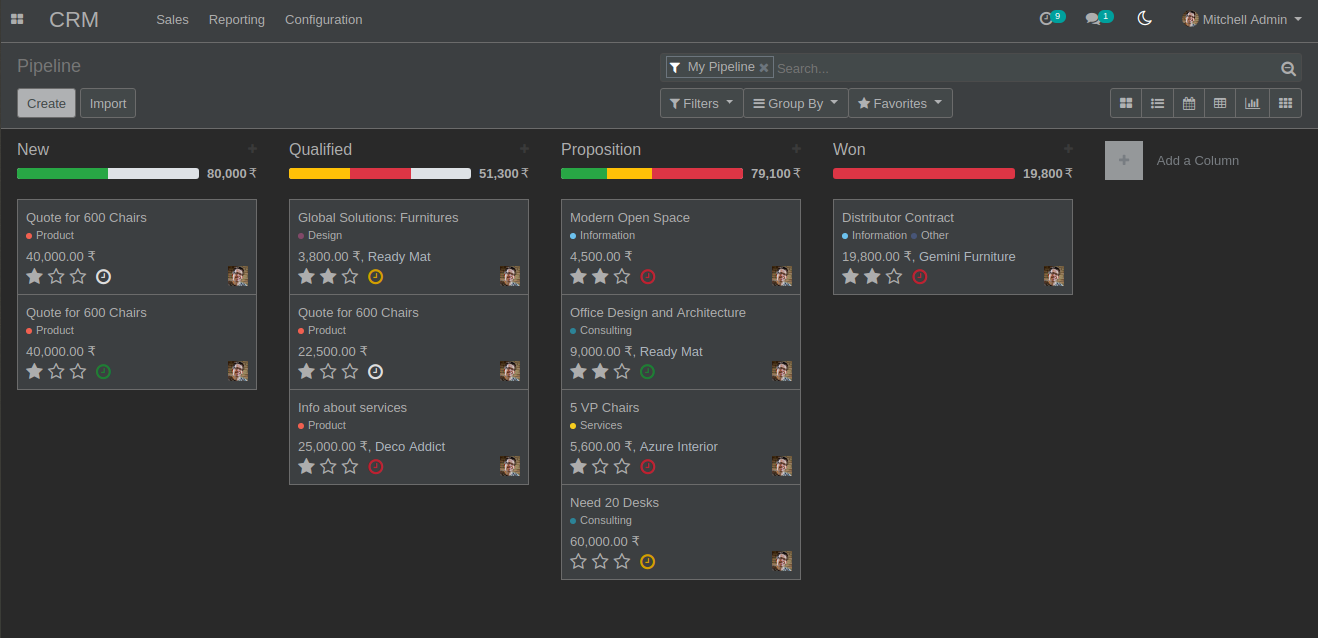 CRM Sales Reporting Configuration 9 1 Mitchell Admin
Pipeline
My Pipeline Search...
Create Import Filters Group By Favorites
New
80,000 ₹
Quote for 600 Chairs
Product
40,000.00 ₹
Quote for 600 Chairs
Product
40,000.00 ₹
Qualified
51,300 ₹
Global Solutions: Furnitures
Design
3,800.00 ₹, Ready Mat
Quote for 600 Chairs
Product
22,500.00 ₹
Info about services
Product
25,000.00 ₹, Deco Addict
Proposition
79,100 ₹
Modern Open Space
Information
4,500.00 ₹
Office Design and Architecture
Consulting
9,000.00 ₹, Ready Mat
5 VP Chairs
Services
5,600.00 ₹, Azure Interior
Need 20 Desks
Consulting
60,000.00 ₹
Won
19,800 ₹
Distributor Contract
Information Other
19,800.00 ₹, Gemini Furniture
Add a Column